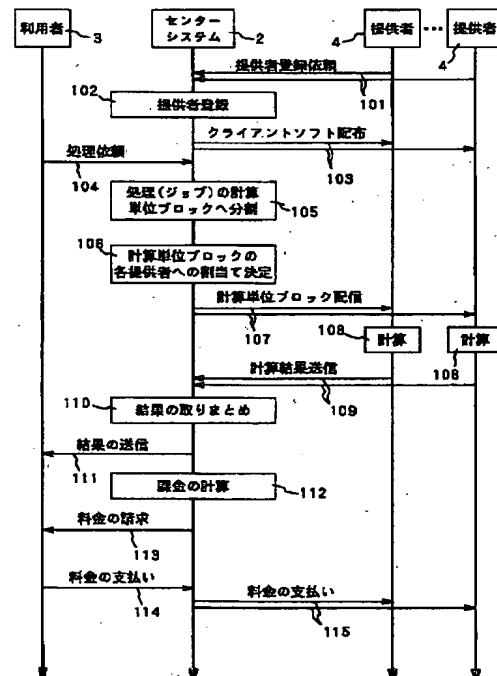 利用者
3
センター
システム
2
提供者
4
･･･
提供者
4
提供者登録依頼
101
102
提供者登録
クライアントソフト配布
103
処理依頼
104
処理(ジョブ)の計算
単位ブロックへ分割
105
106
計算単位ブロックの
各提供者への割当て決定
計算単位ブロック配信
107
108
計算
計算
108
計算結果送信
109
110
結果の取りまとめ
結果の送信
111
課金の計算
112
料金の請求
113
料金の支払い
114
料金の支払い
115